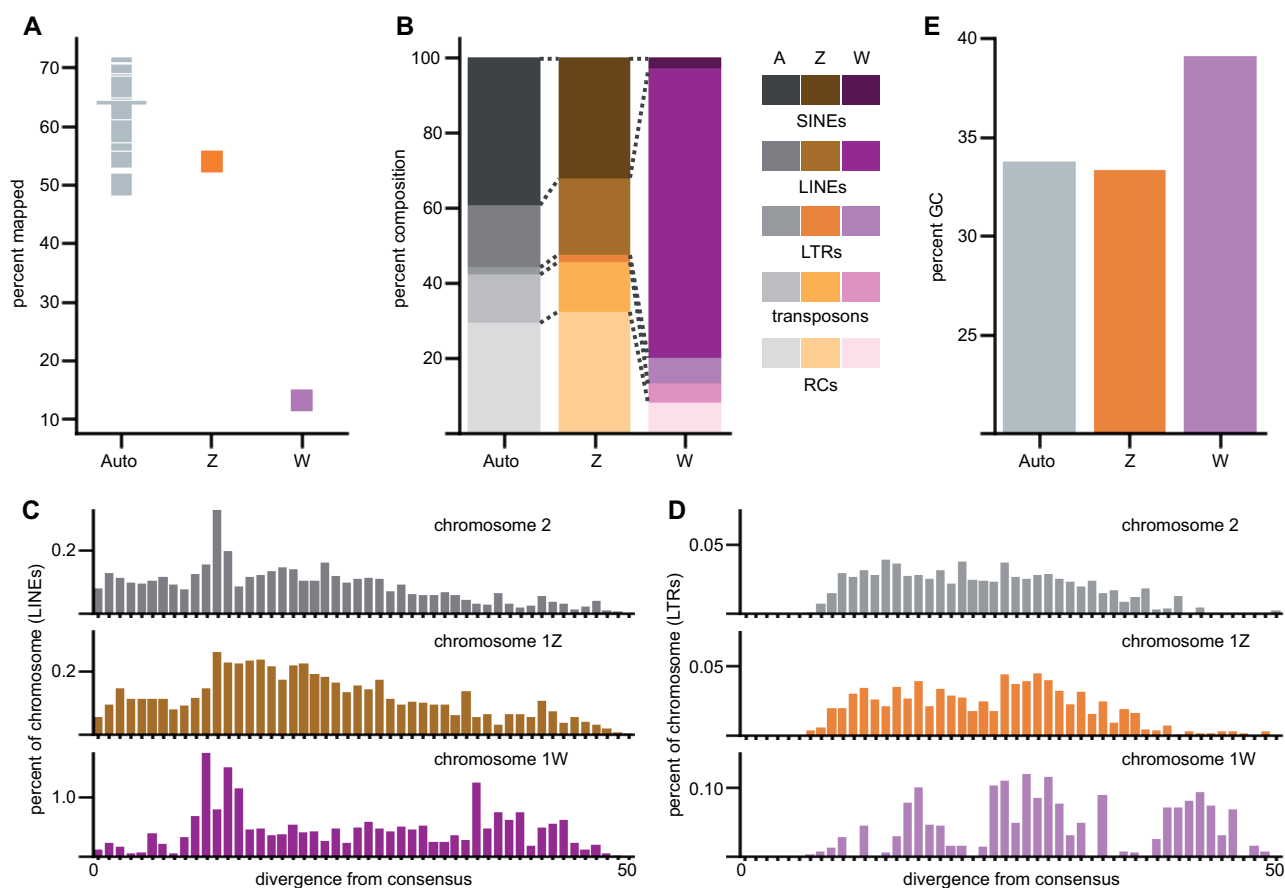 A
percent mapped
70
60
50
40
30
20
10
Auto Z W
B
percent composition
100
80
60
40
20
Auto Z W
A Z W
SINEs
LINEs
LTRs
transposons
RCs
E
percent GC
40
35
30
25
Auto Z W
C
percent of chromosome (LINEs)
chromosome 2
0.2
chromosome 1Z
0.2
chromosome 1W
1.0
0 50
divergence from consensus
D
percent of chromosome (LTRs)
chromosome 2
0.05
chromosome 1Z
0.05
chromosome 1W
0.10
0 50
divergence from consensus